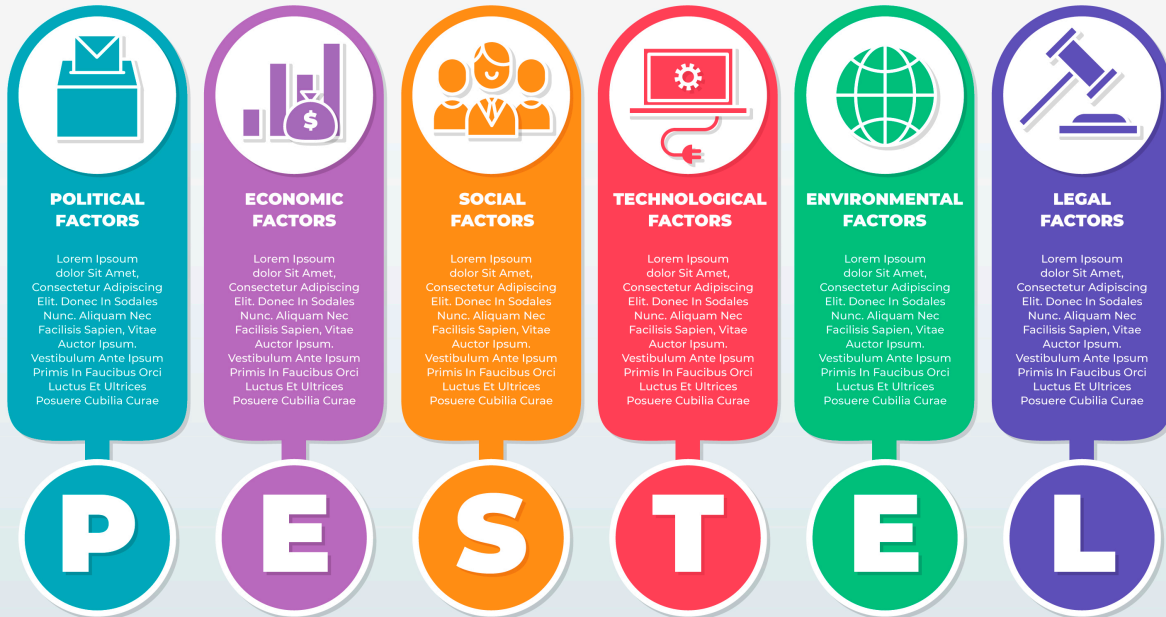 $
POLITICAL
FACTORS
Lorem Ipsum
dolor Sit Amet,
Consectetur Adipiscing
Elit. Donec In Sodales
Nunc. Aliquam Nec
Facilisis Sapien, Vitae
Auctor Ipsum.
Vestibulum Ante Ipsum
Primis In Faucibus Orci
Luctus Et Ultrices
Posuere Cubilia Curae
P
ECONOMIC
FACTORS
Lorem Ipsum
dolor Sit Amet,
Consectetur Adipiscing
Elit. Donec In Sodales
Nunc. Aliquam Nec
Facilisis Sapien, Vitae
Auctor Ipsum.
Vestibulum Ante Ipsum
Primis In Faucibus Orci
Luctus Et Ultrices
Posuere Cubilia Curae
E
SOCIAL
FACTORS
Lorem Ipsum
dolor Sit Amet,
Consectetur Adipiscing
Elit. Donec In Sodales
Nunc. Aliquam Nec
Facilisis Sapien, Vitae
Auctor Ipsum.
Vestibulum Ante Ipsum
Primis In Faucibus Orci
Luctus Et Ultrices
Posuere Cubilia Curae
S
TECHNOLOGICAL
FACTORS
Lorem Ipsum
dolor Sit Amet,
Consectetur Adipiscing
Elit. Donec In Sodales
Nunc. Aliquam Nec
Facilisis Sapien, Vitae
Auctor Ipsum.
Vestibulum Ante Ipsum
Primis In Faucibus Orci
Luctus Et Ultrices
Posuere Cubilia Curae
T
ENVIRONMENTAL
FACTORS
Lorem Ipsum
dolor Sit Amet,
Consectetur Adipiscing
Elit. Donec In Sodales
Nunc. Aliquam Nec
Facilisis Sapien, Vitae
Auctor Ipsum.
Vestibulum Ante Ipsum
Primis In Faucibus Orci
Luctus Et Ultrices
Posuere Cubilia Curae
E
LEGAL
FACTORS
Lorem Ipsum
dolor Sit Amet,
Consectetur Adipiscing
Elit. Donec In Sodales
Nunc. Aliquam Nec
Facilisis Sapien, Vitae
Auctor Ipsum.
Vestibulum Ante Ipsum
Primis In Faucibus Orci
Luctus Et Ultrices
Posuere Cubilia Curae
L